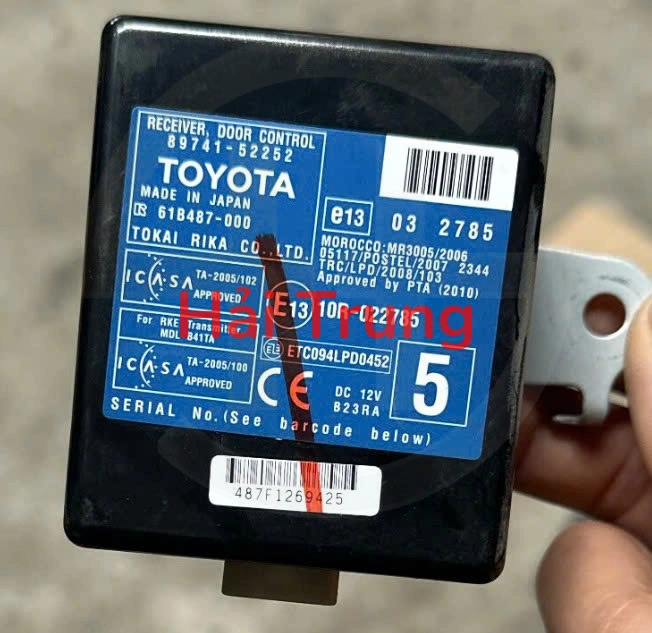 RECEIVER, DOOR CONTROL
89741-52252
TOYOTA
MADE IN JAPAN
61B487-000
TOKAI RIKA CO.,LTD.
e13 03 2785
MOROCCO:MR3005/2006
05117/POSTEL/2007 2344
TRC/LPD/2008/103
Approved by PTA (2010)
ICASA TA-2005/102
APPROVED
E13 10R-022785
Hải Trung
For RKE Transmitter
MDL B41TA
ETC094LPD0452
ICASA TA-2005/100
APPROVED
CE DC 12V
B23RA
5
SERIAL No.(See barcode below)
487F1269425